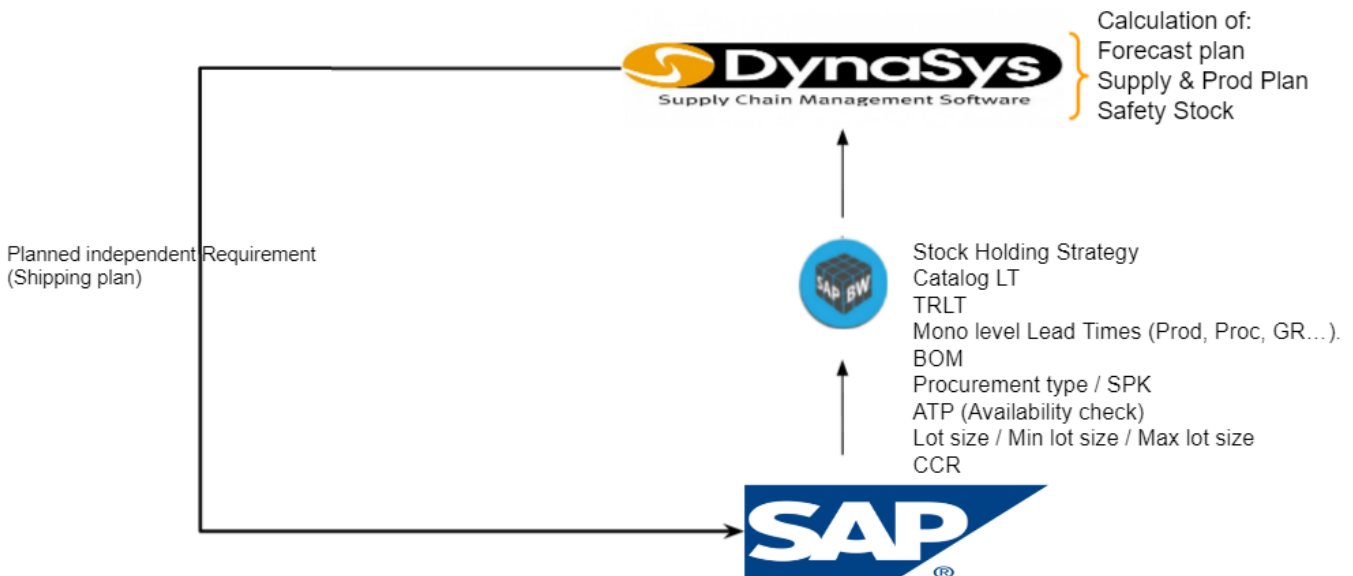 Calculation of:
DynaSys
Forecast plan
Supply & Prod Plan
Supply Chain Management Software
Safety Stock
Planned independent Requirement
(Shipping plan)
SAP BW
Stock Holding Strategy
Catalog LT
TRLT
Mono level Lead Times (Prod, Proc, GR...).
BOM
Procurement type / SPK
ATP (Availability check)
Lot size / Min lot size / Max lot size
CCR
SAP
®